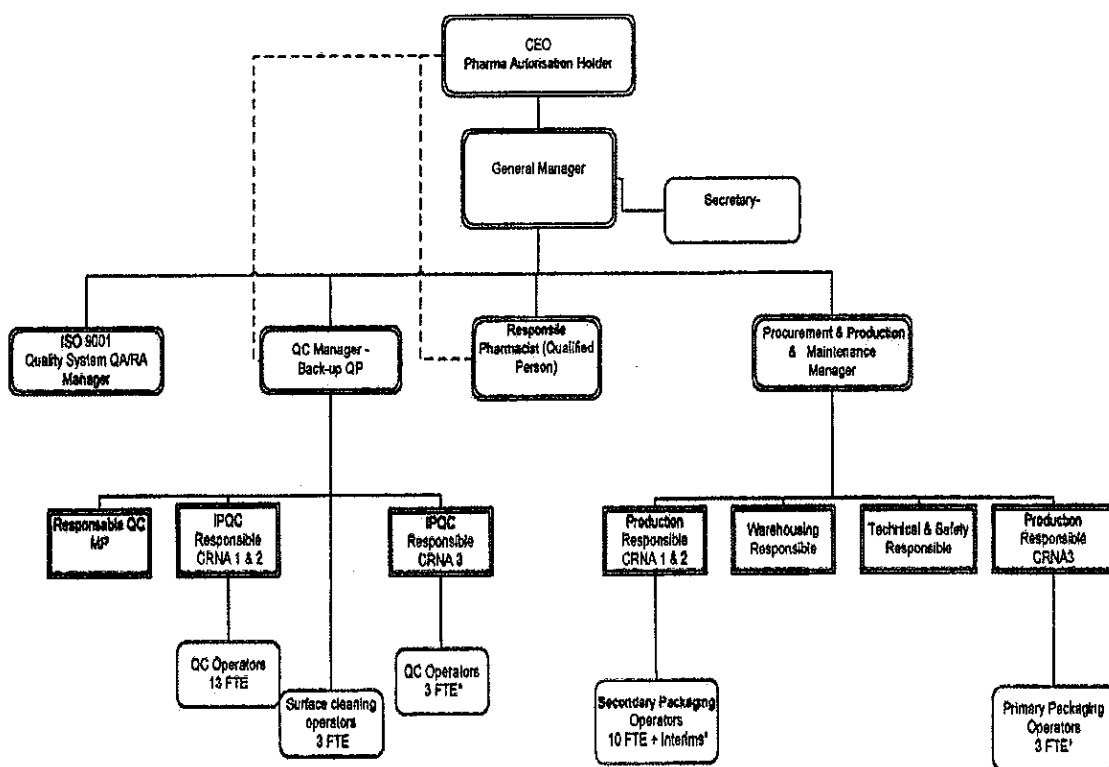 CEO
Pharma Autorisation Holder
General Manager
Secretary-
ISO 9001
Quality System QA/RA
Manager
QC Manager -
Back-up QP
Responsile
Pharmacist (Qualified
Person)
Procurement & Production
& Maintenance
Manager
Responsable QC
MP
IPQC
Responsible
CRNA 1 & 2
IPQC
Responsible
CRNA 3
Production
Responsible
CRNA 1 & 2
Warehousing
Responsible
Technical & Safety
Responsible
Production
Responsible
CRNA3
QC Operators
13 FTE
Surface cleaning
operators
3 FTE
QC Operators
3 FTE*
Secondary Packaging
Operators
10 FTE + Interims*
Primary Packaging
Operators
3 FTE*